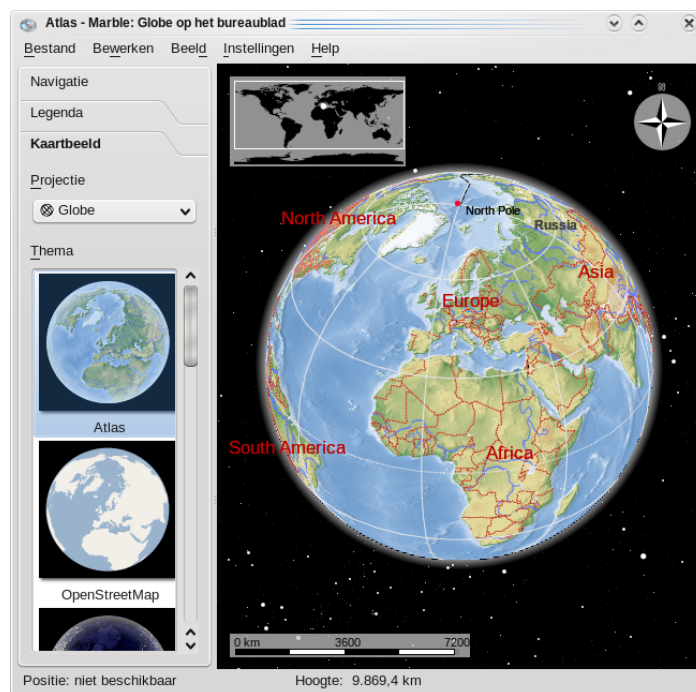 Atlas - Marble: Globe op het bureaublad
Bestand Bewerken Beeld Instellingen Help
Navigatie
Legenda
Kaartbeeld
Projectie
Globe
Thema
Atlas
OpenStreetMap
N
North Pole
North America
Russia
Asia
Europe
South America
Africa
0 km 3600 7200
Positie: niet beschikbaar Hoogte: 9.869,4 km